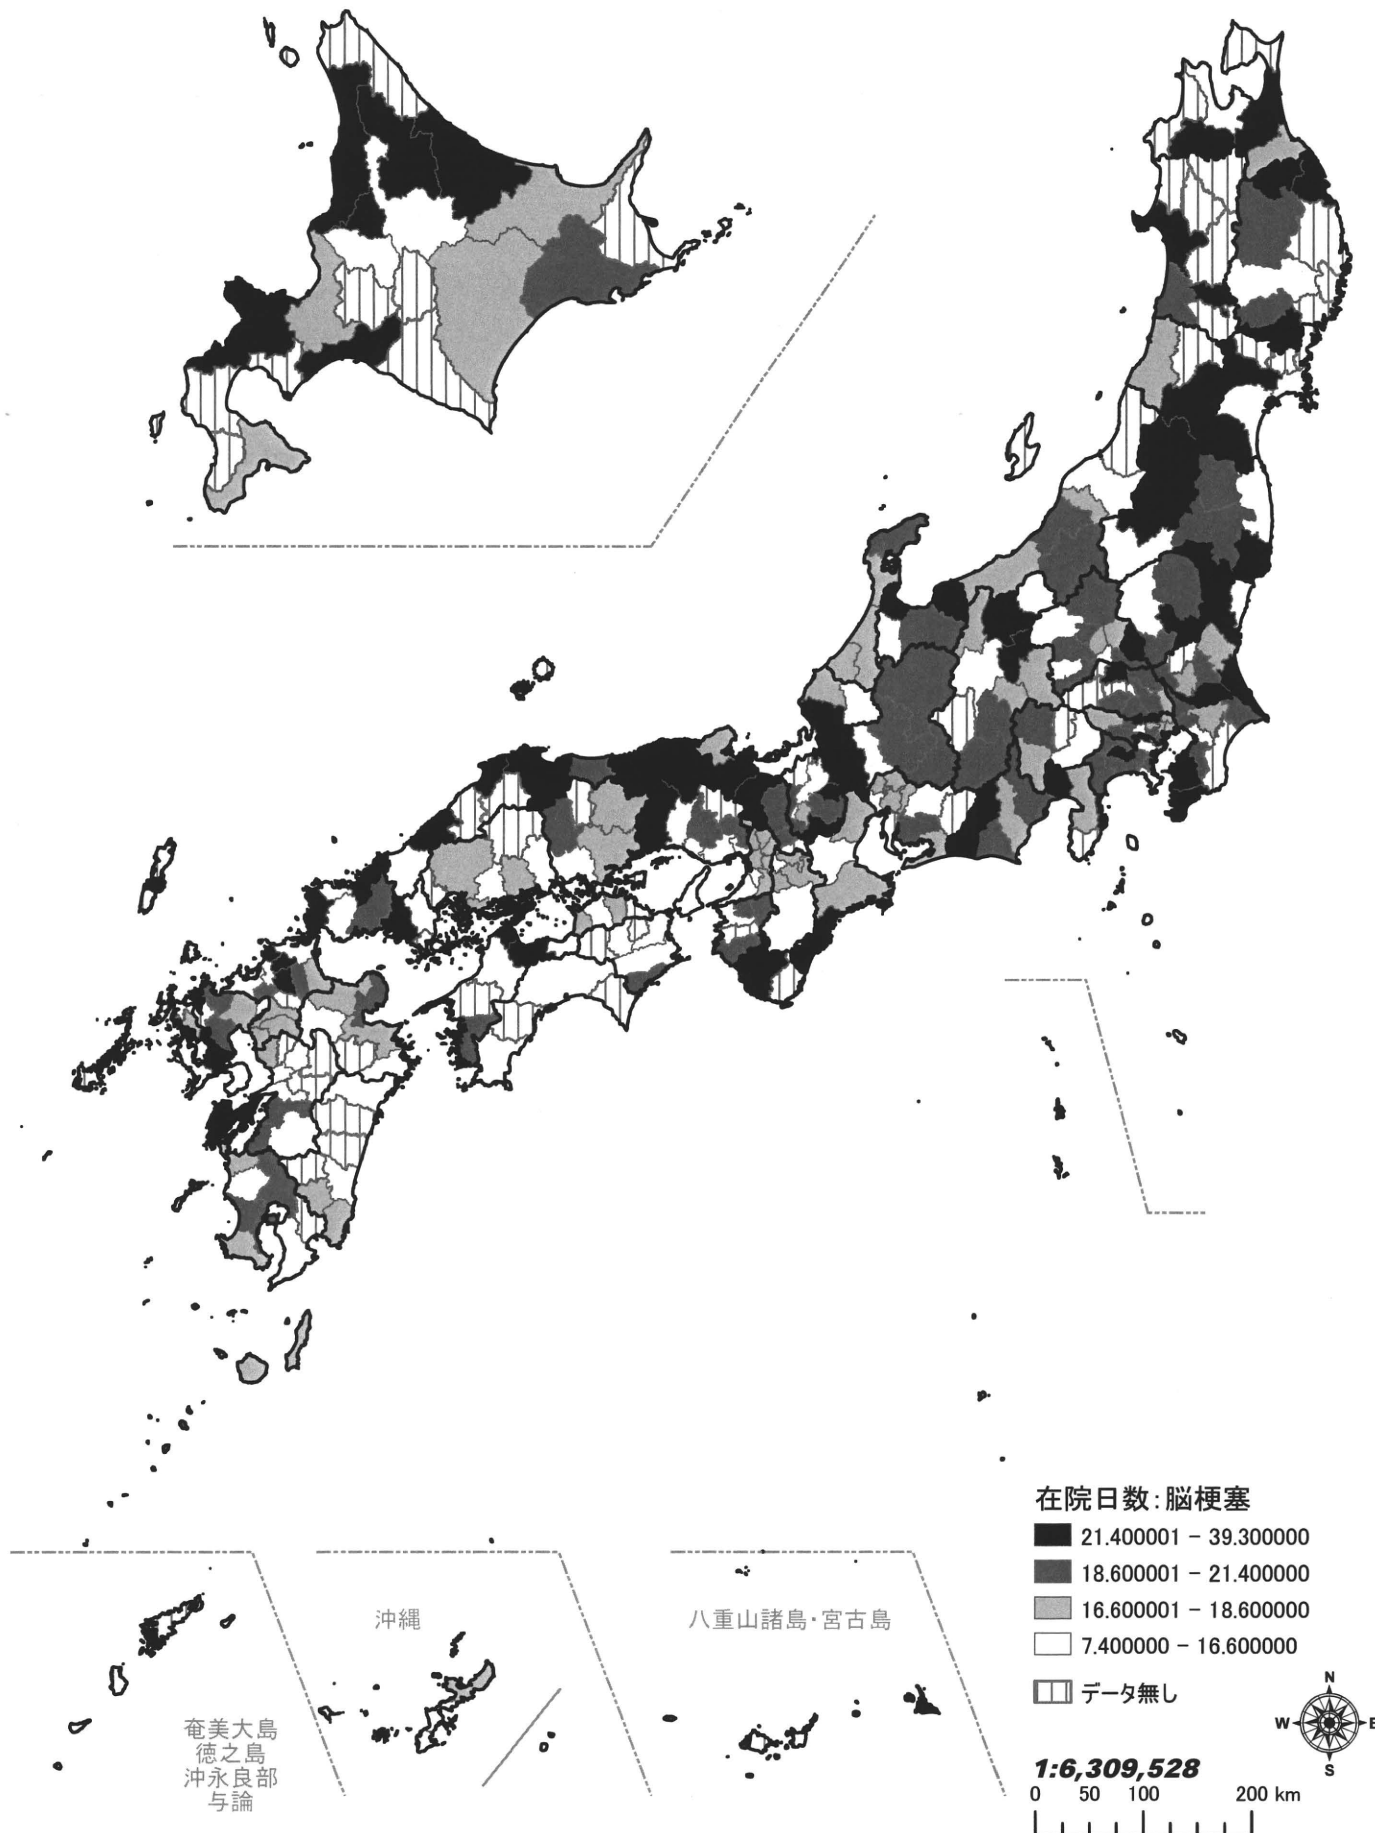 在院日数：脳梗塞
21.400001 - 39.300000
18.600001 - 21.400000
16.600001 - 18.600000
7.400000 - 16.600000
データ無し
沖縄
八重山諸島・宮古島
奄美大島
徳之島
沖永良部
与論
N
W E
S
1:6,309,528
0 50 100 200 km